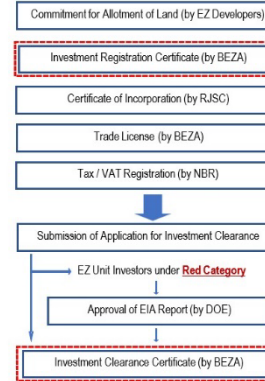 Commitment for Allotment of Land (by EZ Developers)
Investment Registration Certificate (by BEZA)
Certificate of Incorporation (by RJSC)
Trade License (by BEZA)
Tax / VAT Registration (by NBR)
Submission of Application for Investment Clearance
EZ Unit Investors under Red Category
Approval of EIA Report (by DOE)
Investment Clearance Certificate (by BEZA)